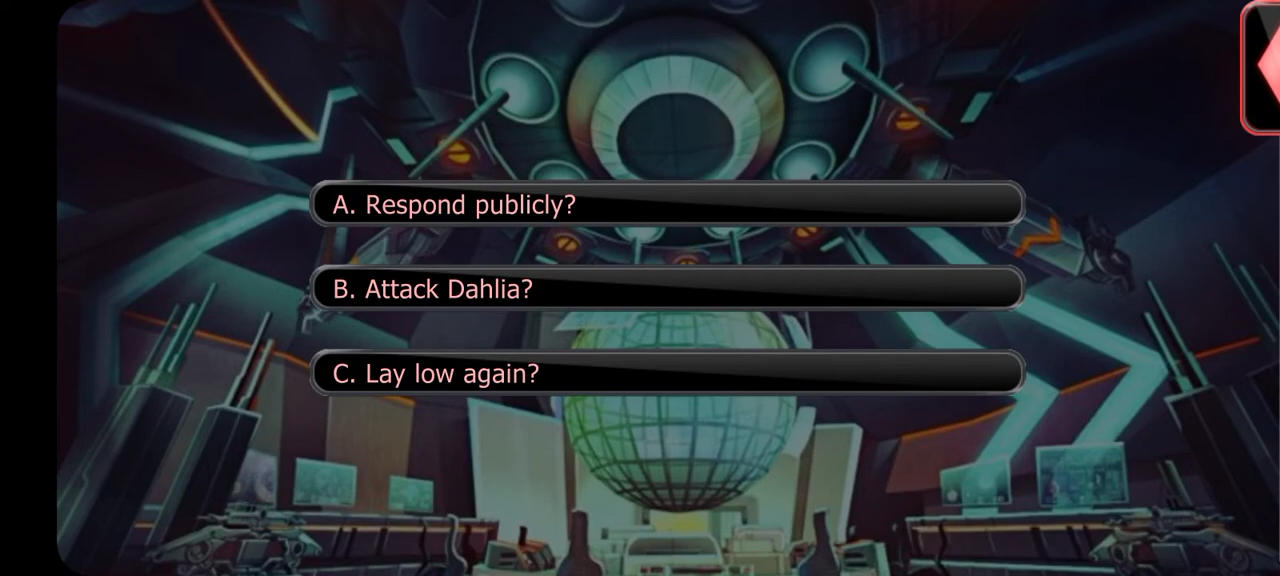 A. Respond publicly?
B. Attack Dahlia?
C. Lay low again?